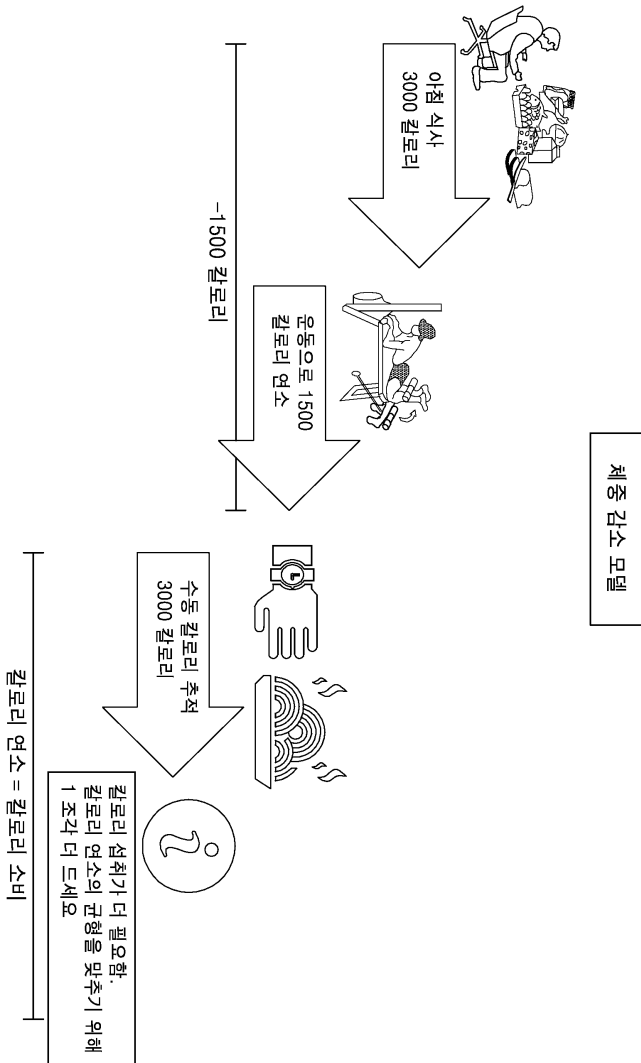 체중 감소 모델
아침 식사
3000 칼로리
운동으로 1500
칼로리 연소
-1500 칼로리
수동 칼로리 추적
3000 칼로리
i
칼로리 섭취가 더 필요함.
칼로리 연소의 균형을 맞추기 위해
1 조각 더 드세요
칼로리 연소 = 칼로리 소비